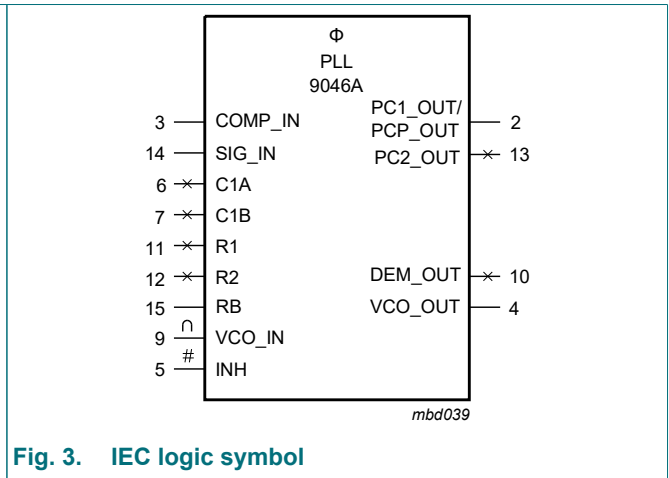 Φ
PLL
9046A
3 COMP_IN
14 SIG_IN
6 × C1A
7 × C1B
11 × R1
12 × R2
15 RB
9 ∩ VCO_IN
5 # INH
PC1_OUT/
PCP_OUT 2
PC2_OUT × 13
DEM_OUT × 10
VCO_OUT 4
mbd039
Fig. 3. IEC logic symbol